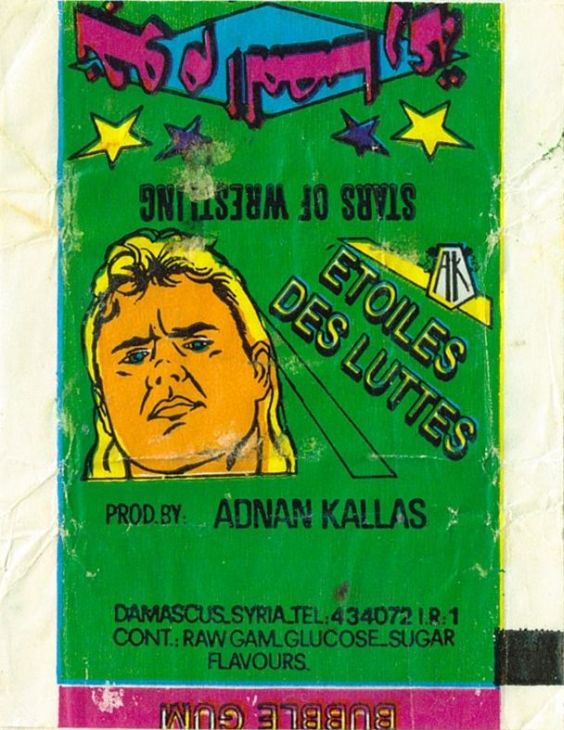 STARS OF WRESTLING
AK
ETOILES
DES LUTTES
PROD.BY: ADNAN KALLAS
DAMASCUS_SYRIA_TEL:434072 I.R:1
CONT.: RAW GAM_GLUCOSE_SUGAR
FLAVOURS.
BUBBLE GUM